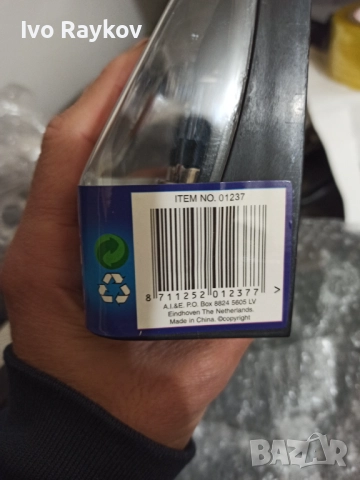 Ivo Raykov
ITEM NO. 01237
8 711252 012377 >
A.I.&E. P.O. Box 8824 5605 LV
Eindhoven The Netherlands.
Made in China. ©copyright
BAZAR